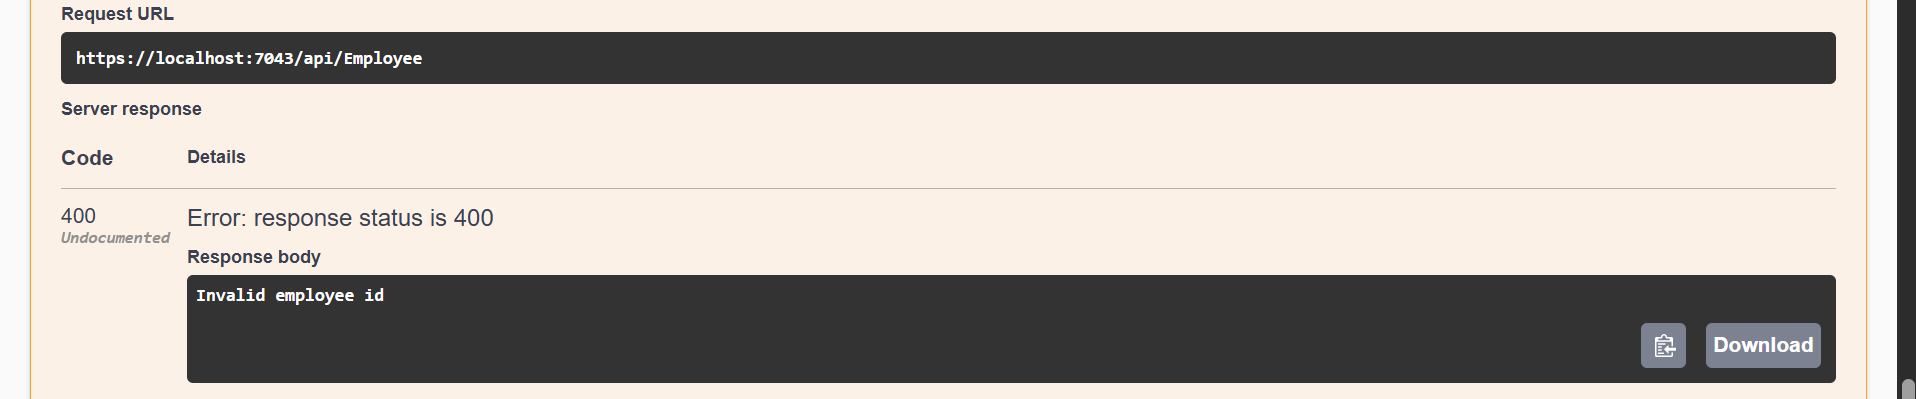 Request URL
https://localhost:7043/api/Employee
Server response
Code Details
400 Error: response status is 400
Undocumented
Response body
Invalid employee id
Download